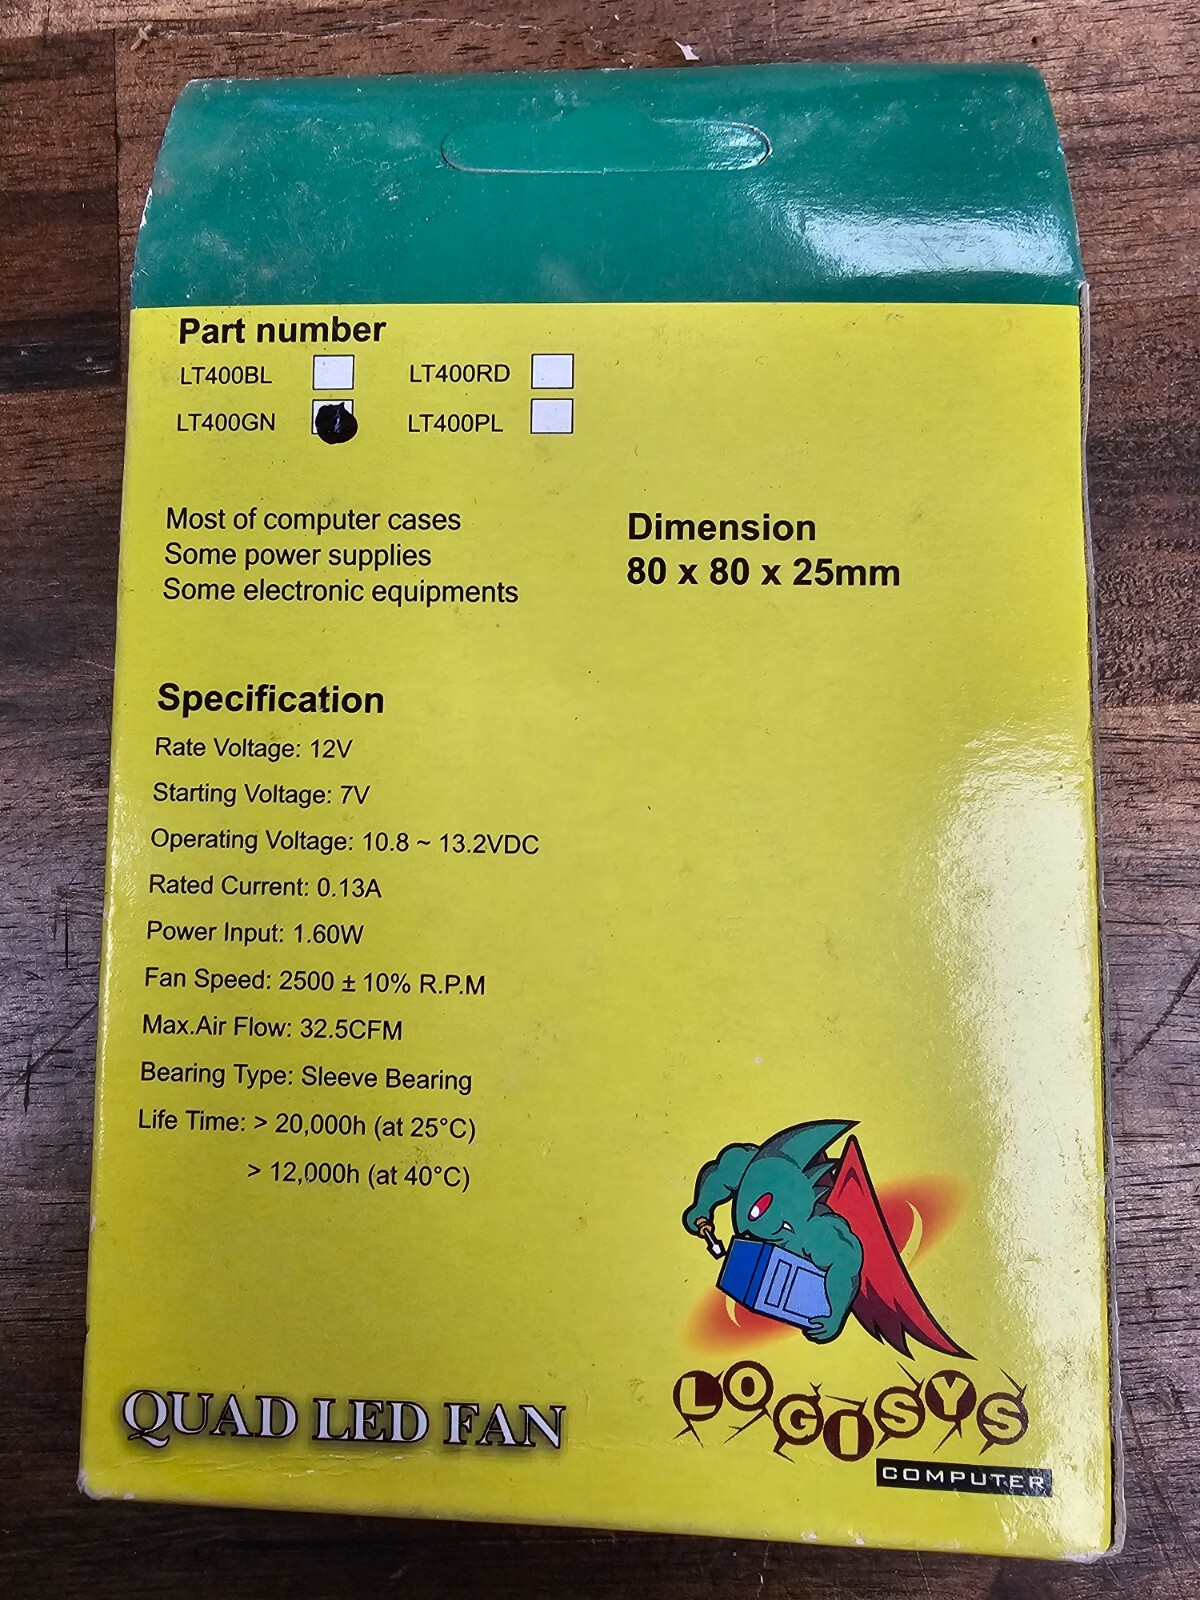 Part number
LT400BL LT400RD
LT400GN LT400PL
Most of computer cases
Some power supplies
Some electronic equipments
Dimension
80 x 80 x 25mm
Specification
Rate Voltage: 12V
Starting Voltage: 7V
Operating Voltage: 10.8 ~ 13.2VDC
Rated Current: 0.13A
Power Input: 1.60W
Fan Speed: 2500 ± 10% R.P.M
Max.Air Flow: 32.5CFM
Bearing Type: Sleeve Bearing
Life Time: > 20,000h (at 25°C)
> 12,000h (at 40°C)
QUAD LED FAN
LOGISYS
COMPUTER